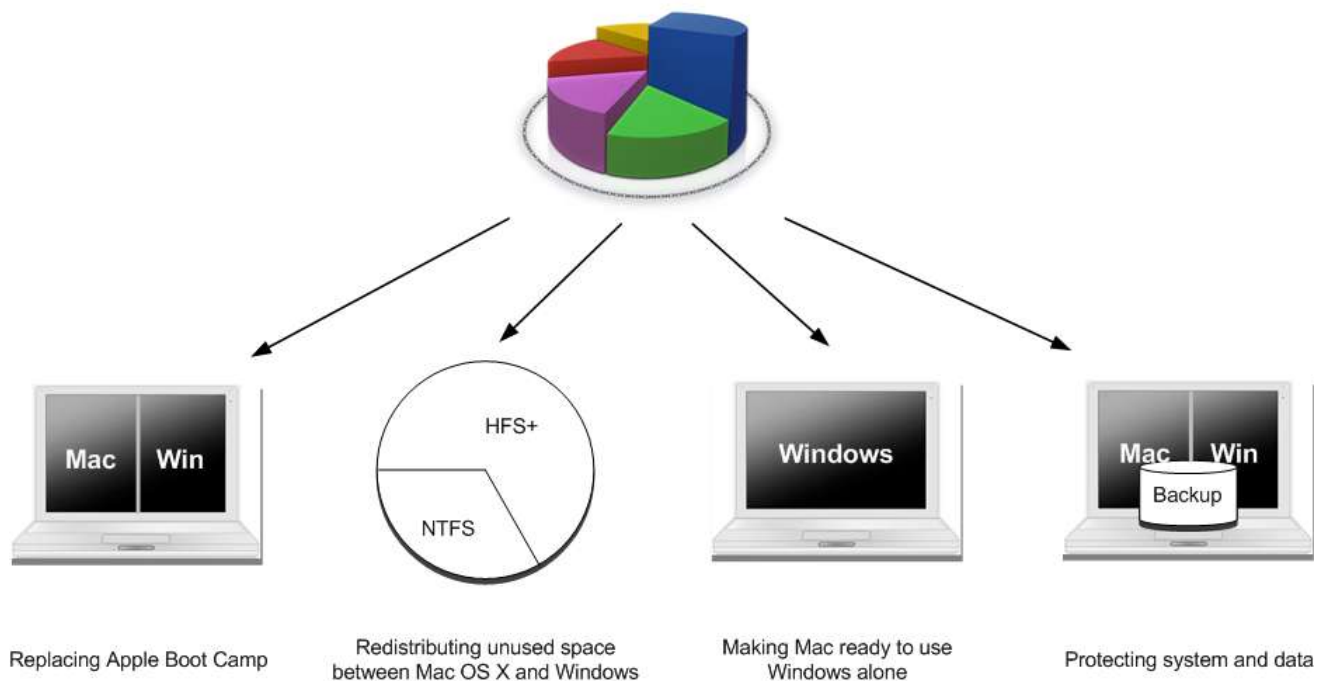 Mac
Win
HFS+
NTFS
Windows
Mac
Win
Backup
Replacing Apple Boot Camp
Redistributing unused space
between Mac OS X and Windows
Making Mac ready to use
Windows alone
Protecting system and data